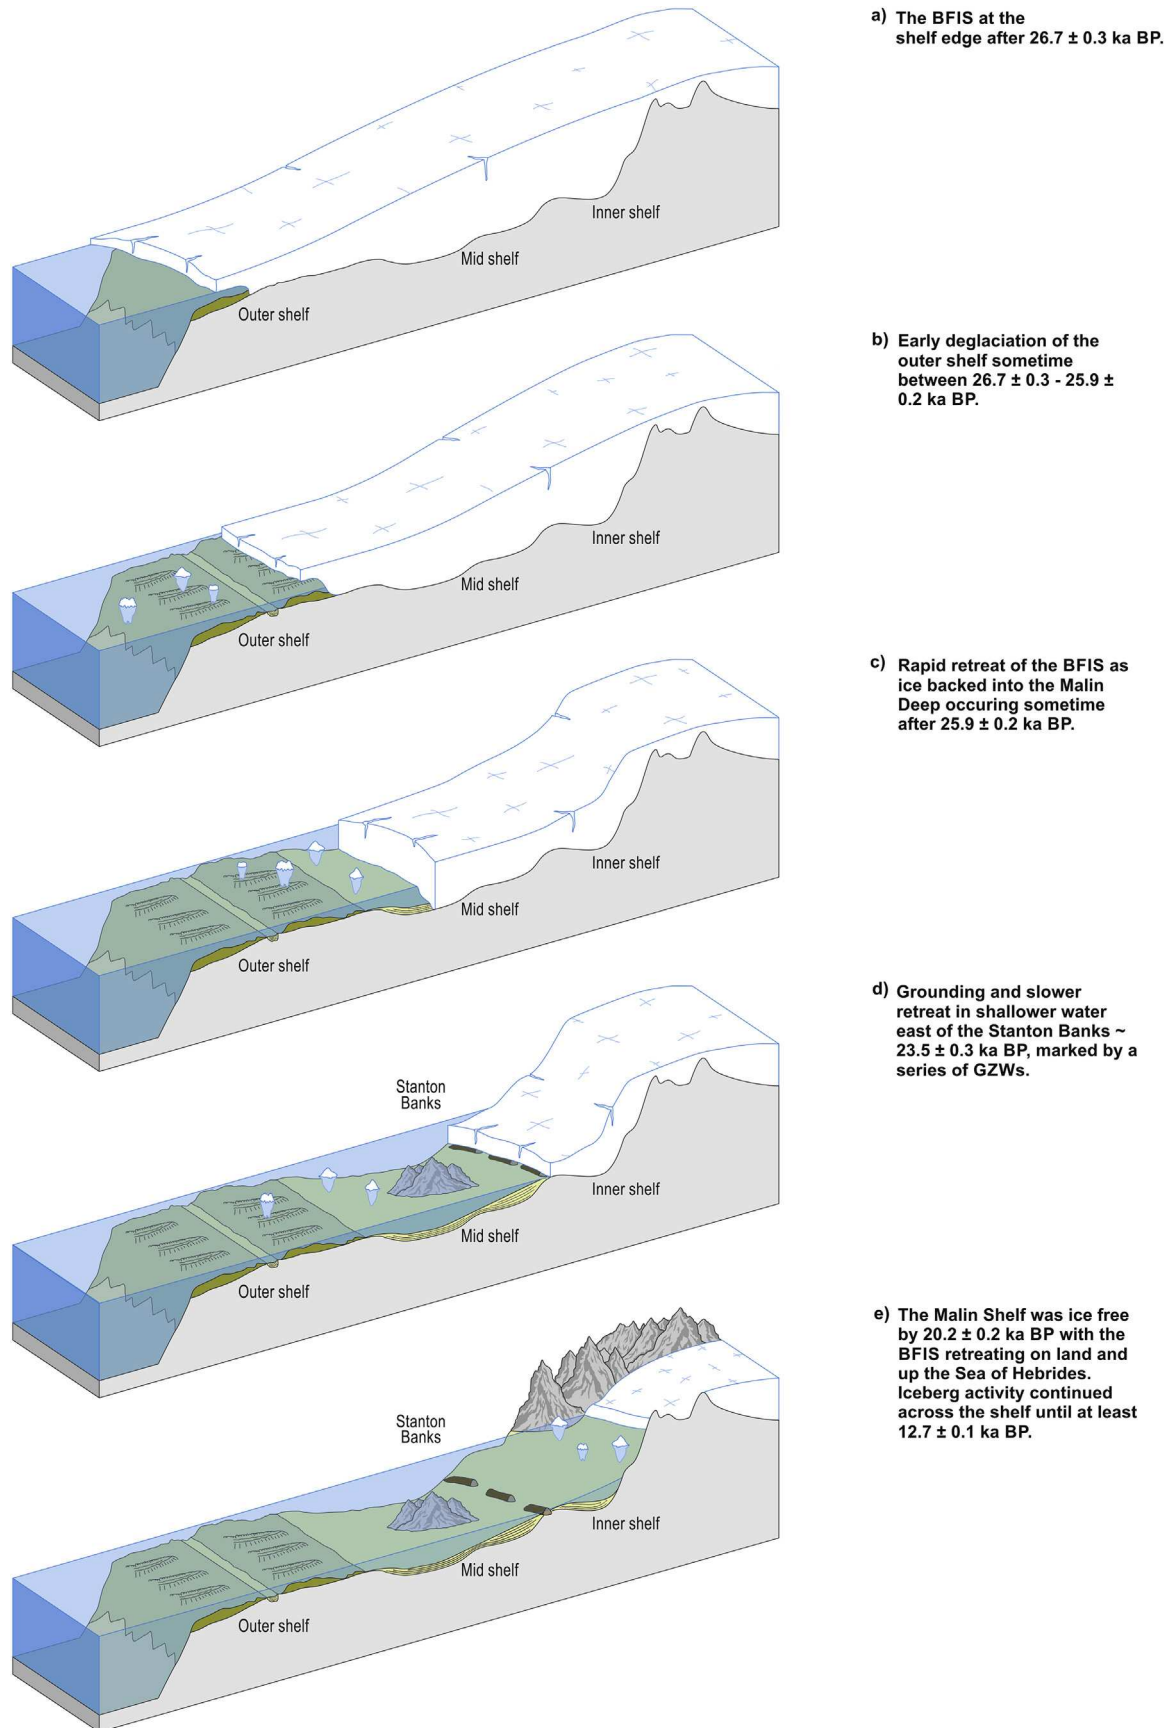 a) The BFIS at the
shelf edge after 26.7 ± 0.3 ka BP.
Inner shelf
Mid shelf
Outer shelf
b) Early deglaciation of the
outer shelf sometime
between 26.7 ± 0.3 - 25.9 ±
0.2 ka BP.
Inner shelf
Mid shelf
Outer shelf
c) Rapid retreat of the BFIS as
ice backed into the Malin
Deep occuring sometime
after 25.9 ± 0.2 ka BP.
Inner shelf
Mid shelf
Outer shelf
d) Grounding and slower
retreat in shallower water
east of the Stanton Banks ~
23.5 ± 0.3 ka BP, marked by a
series of GZWs.
Stanton
Banks
Inner shelf
Mid shelf
Outer shelf
e) The Malin Shelf was ice free
by 20.2 ± 0.2 ka BP with the
BFIS retreating on land and
up the Sea of Hebrides.
Iceberg activity continued
across the shelf until at least
12.7 ± 0.1 ka BP.
Stanton
Banks
Inner shelf
Mid shelf
Outer shelf